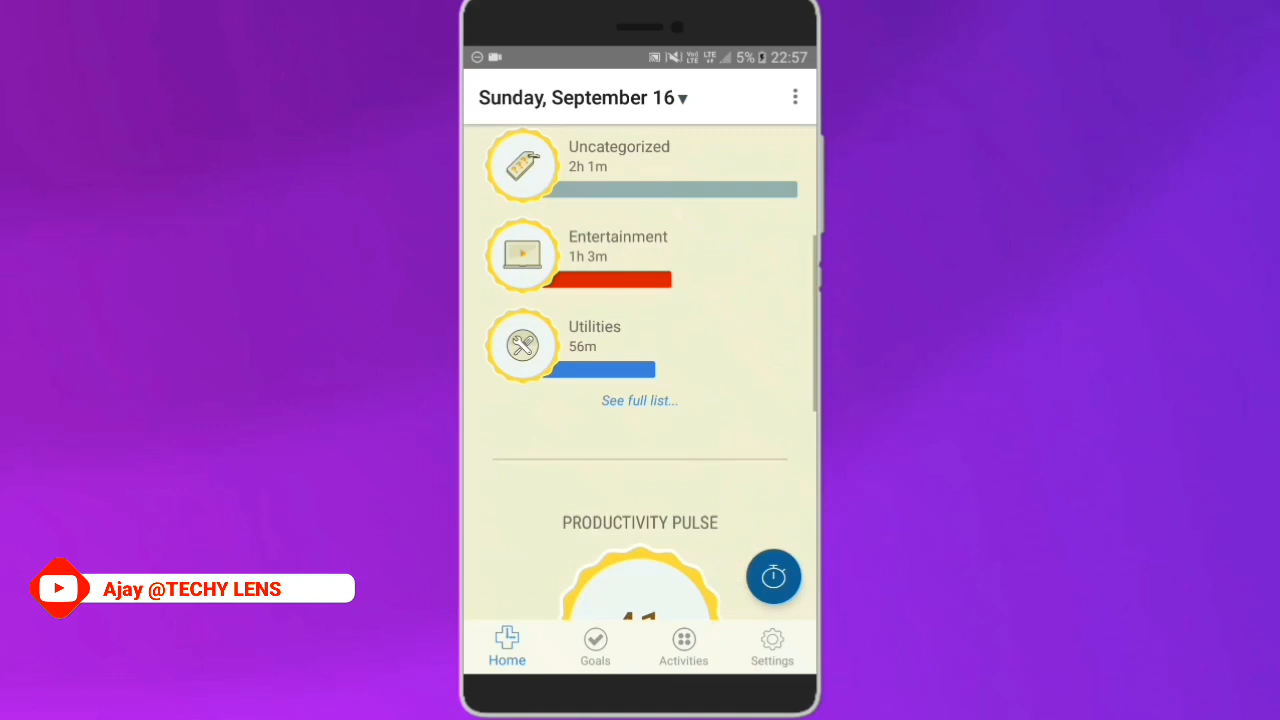 5% 22:57
Sunday, September 16
Uncategorized
2h 1m
Entertainment
1h 3m
Utilities
56m
See full list...
PRODUCTIVITY PULSE
Ajay @TECHY LENS
Home
Goals
Activities
Settings